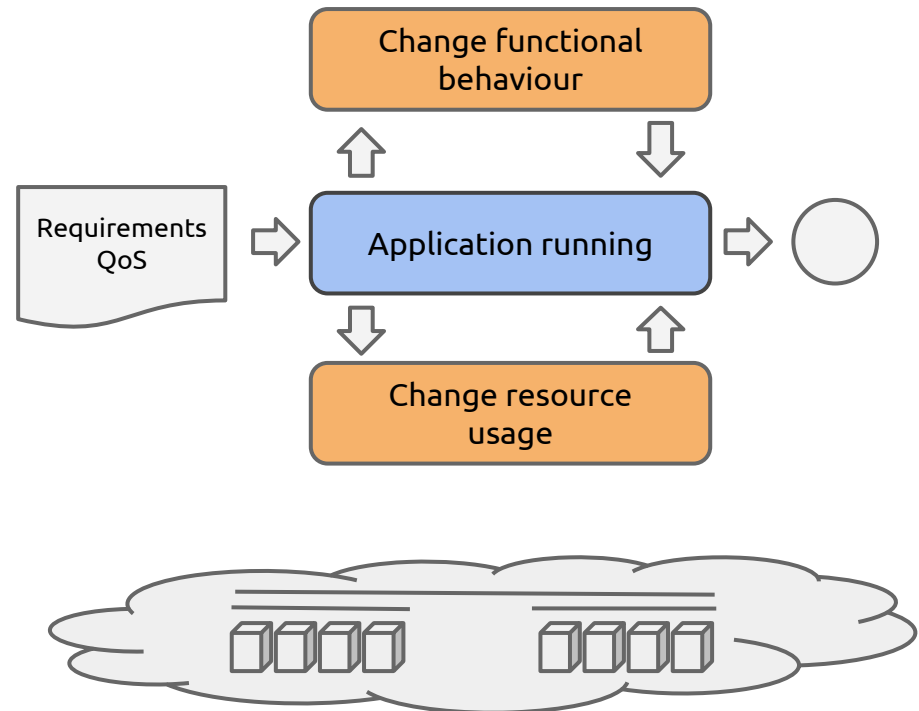 Change functional
behaviour
Requirements
QoS
Application running
Change resource
usage